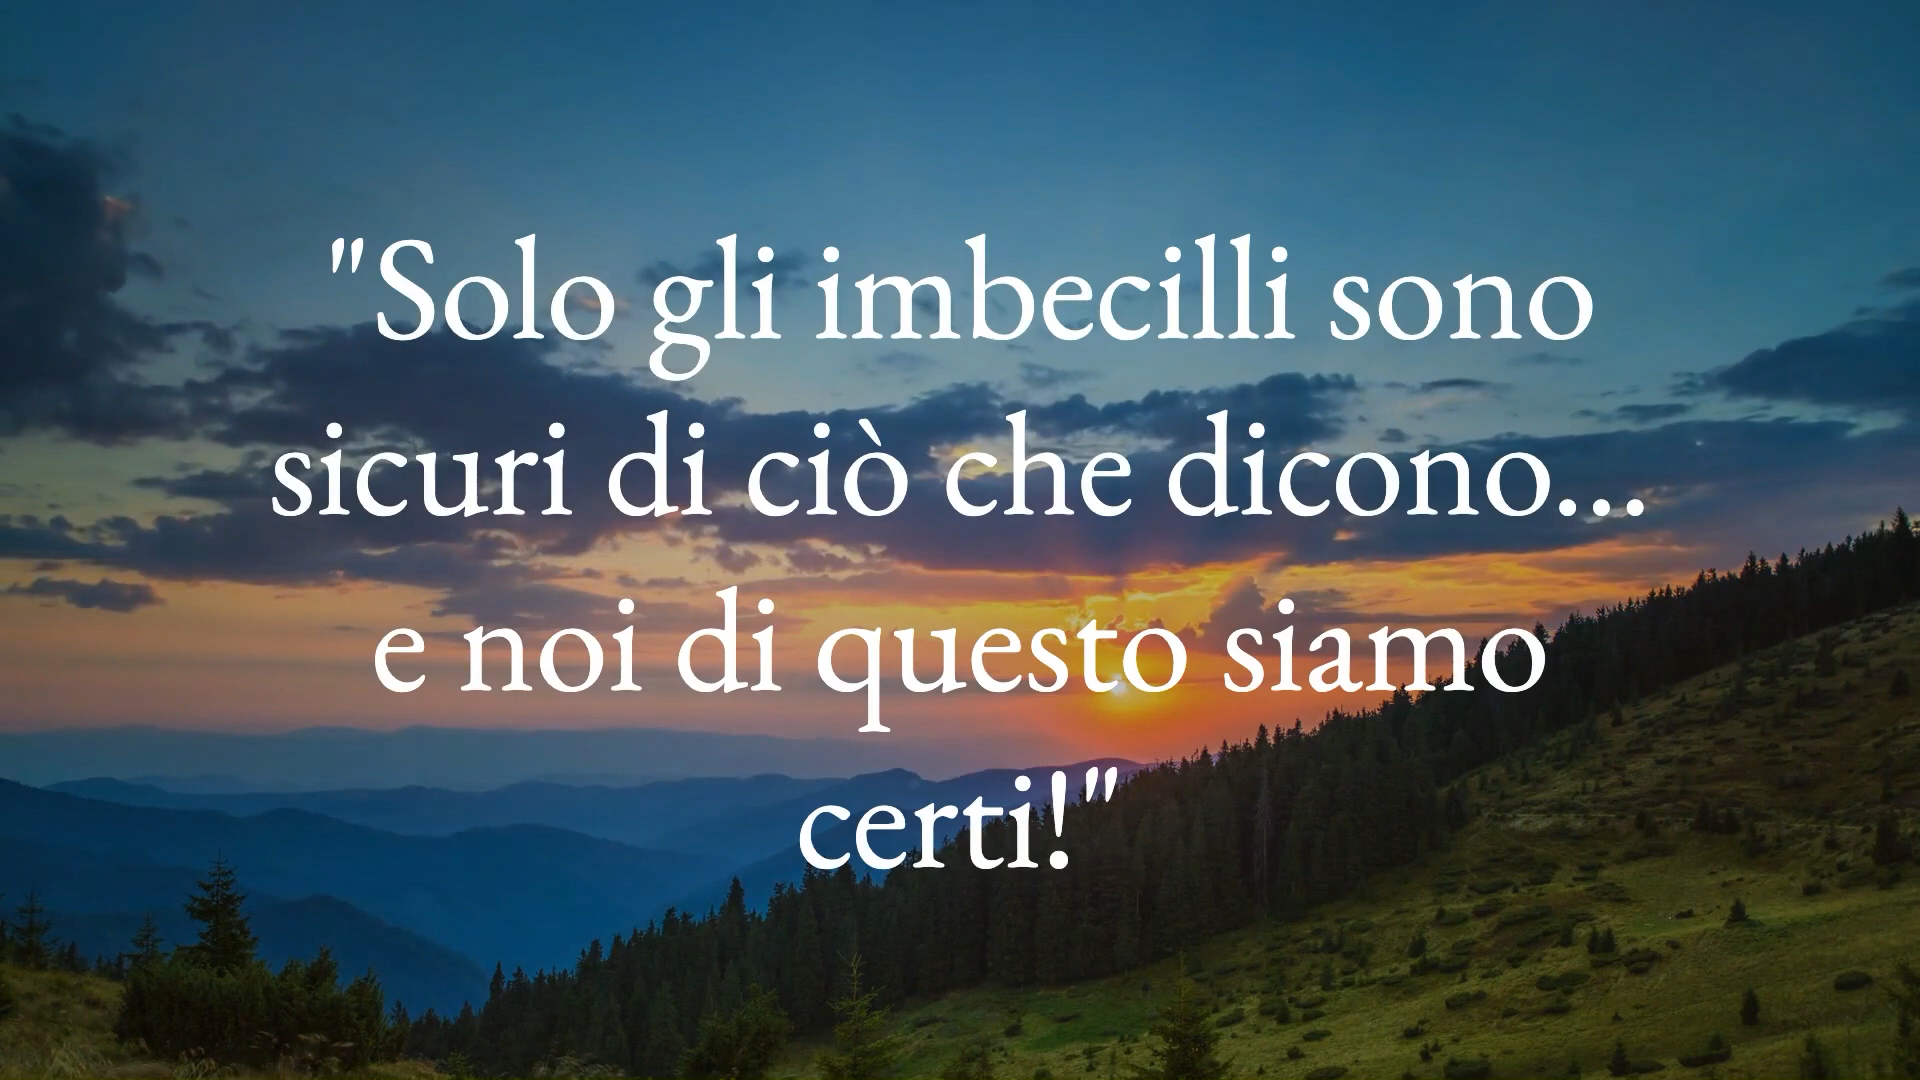 "Solo gli imbecilli sono
sicuri di ciò che dicono...
e noi di questo siamo
certi!"